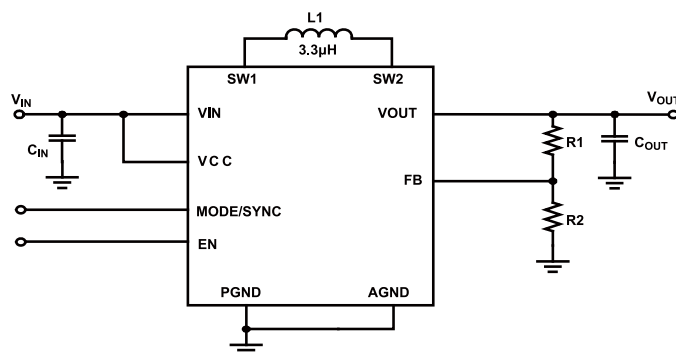 L1
3.3µH
SW1 SW2
VIN
VIN
CIN
VCC
MODE/SYNC
EN
PGND AGND
VOUT
FB
R1
R2
VOUT
COUT